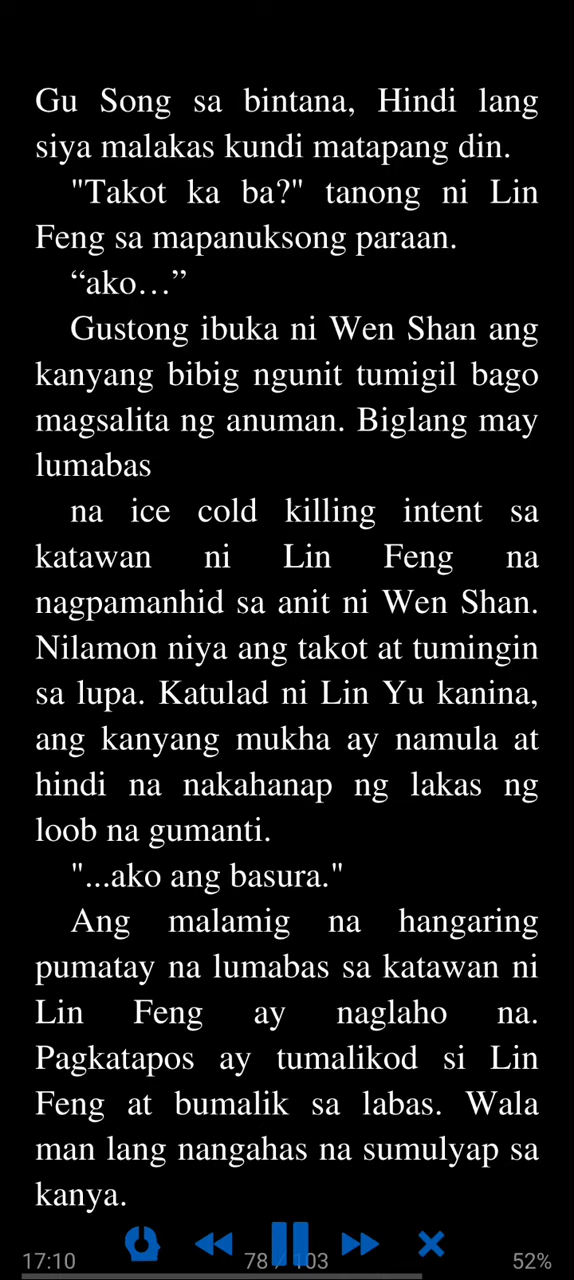 Gu Song sa bintana, Hindi lang
siya malakas kundi matapang din.
"Takot ka ba?" tanong ni Lin
Feng sa mapanuksong paraan.
“ako…”
Gustong ibuka ni Wen Shan ang
kanyang bibig ngunit tumigil bago
magsalita ng anuman. Biglang may
lumabas
na ice cold killing intent sa
katawan ni Lin Feng na
nagpamanhid sa anit ni Wen Shan.
Nilamon niya ang takot at tumingin
sa lupa. Katulad ni Lin Yu kanina,
ang kanyang mukha ay namula at
hindi na nakahanap ng lakas ng
loob na gumanti.
"...ako ang basura."
Ang malamig na hangaring
pumatay na lumabas sa katawan ni
Lin Feng ay naglaho na.
Pagkatapos ay tumalikod si Lin
Feng at bumalik sa labas. Wala
man lang nangahas na sumulyap sa
kanya.
17:10 78 / 103 52%